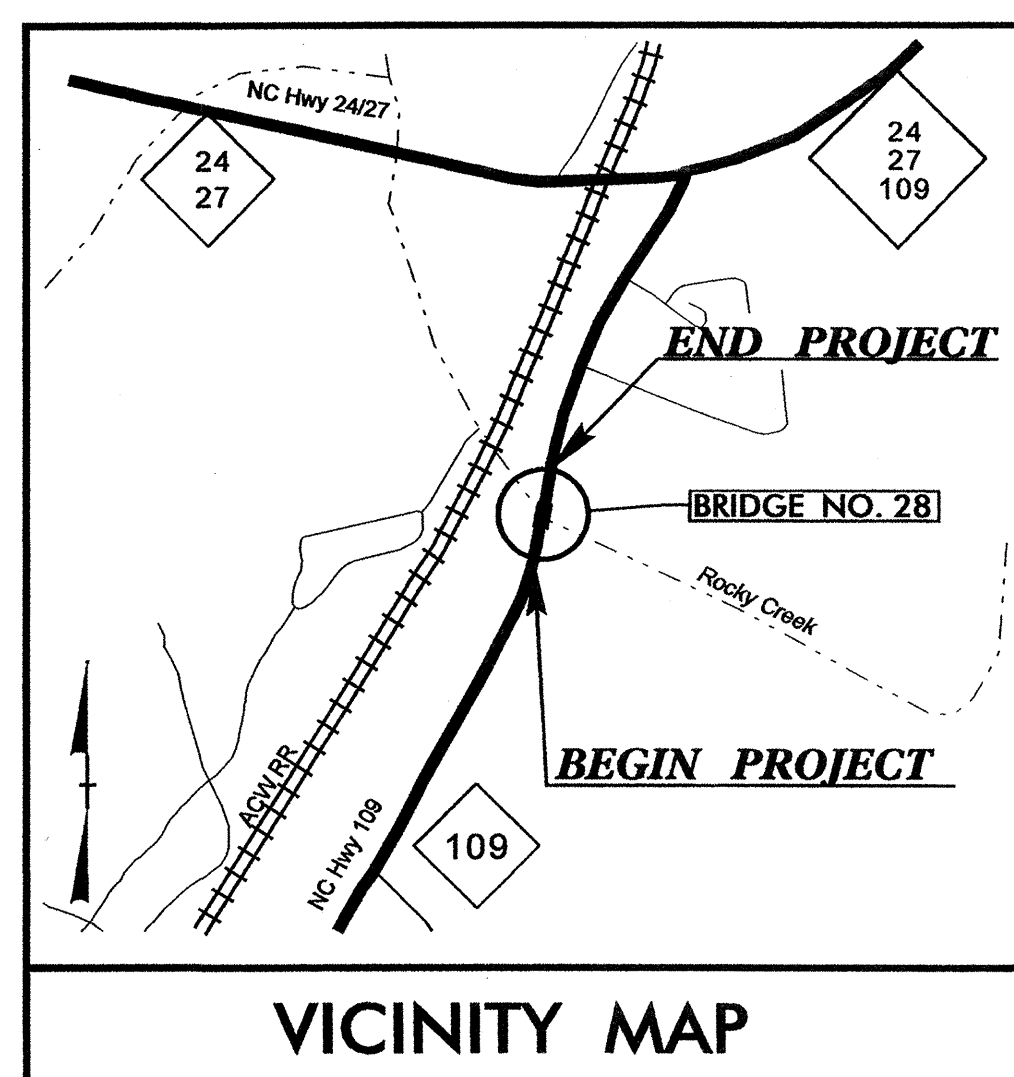 NC Hwy 24/27
24
27
24
27
109
END PROJECT
BRIDGE NO. 28
Rocky Creek
BEGIN PROJECT
ACW RR
NC Hwy 109
109
VICINITY MAP